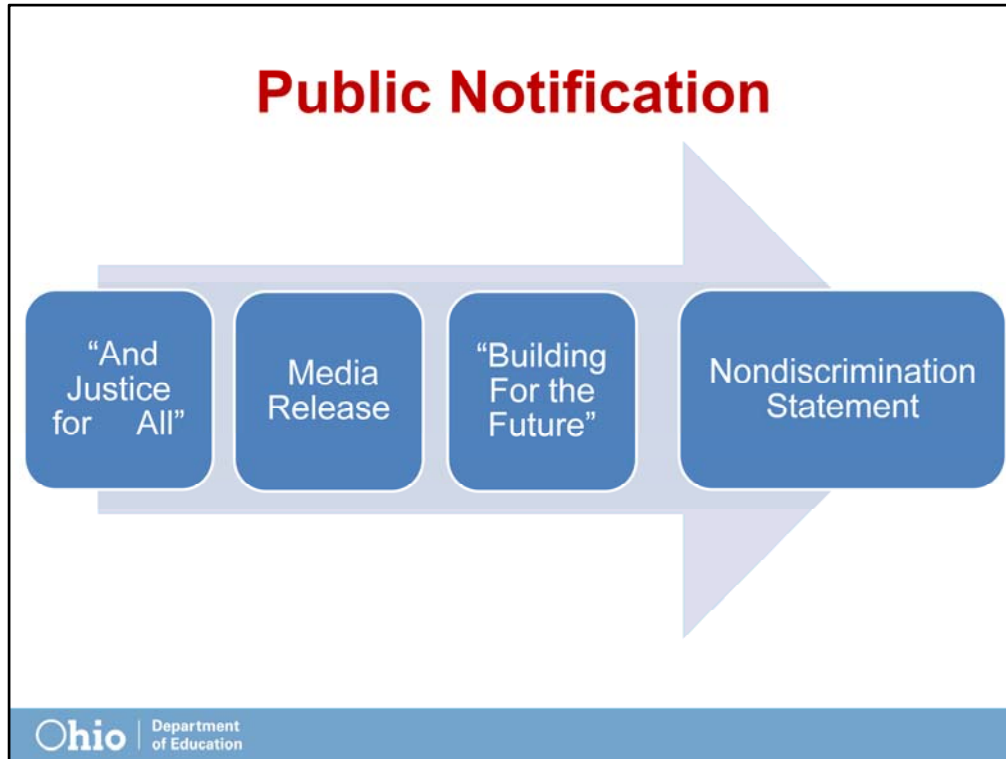 Public Notification
“And
Justice
for All”
Media
Release
“Building
For the
Future”
Nondiscrimination
Statement
Ohio
Department
of Education